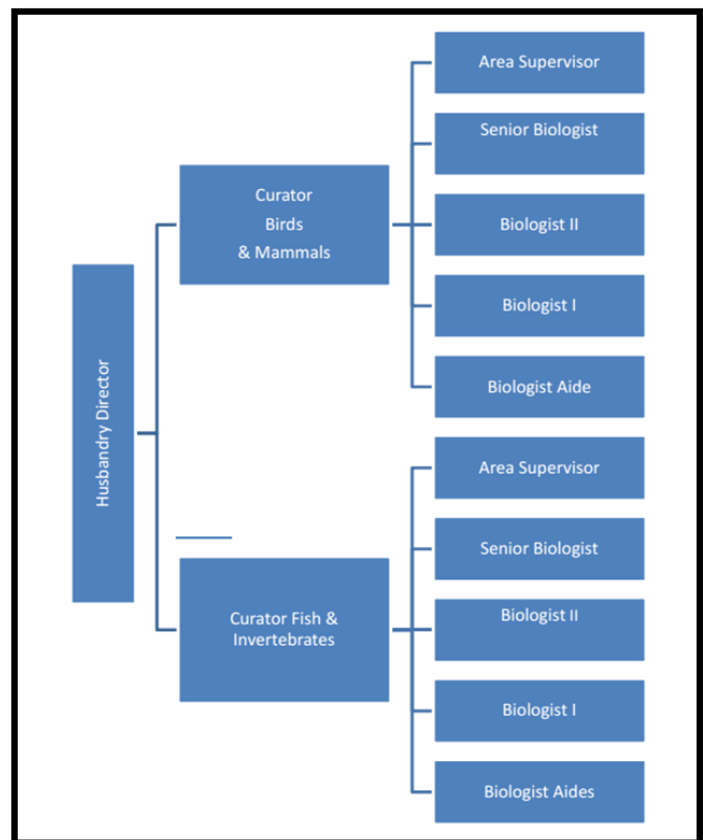 Husbandry Director
Curator
Birds
& Mammals
Area Supervisor
Senior Biologist
Biologist II
Biologist I
Biologist Aide
Curator Fish &
Invertebrates
Area Supervisor
Senior Biologist
Biologist II
Biologist I
Biologist Aides